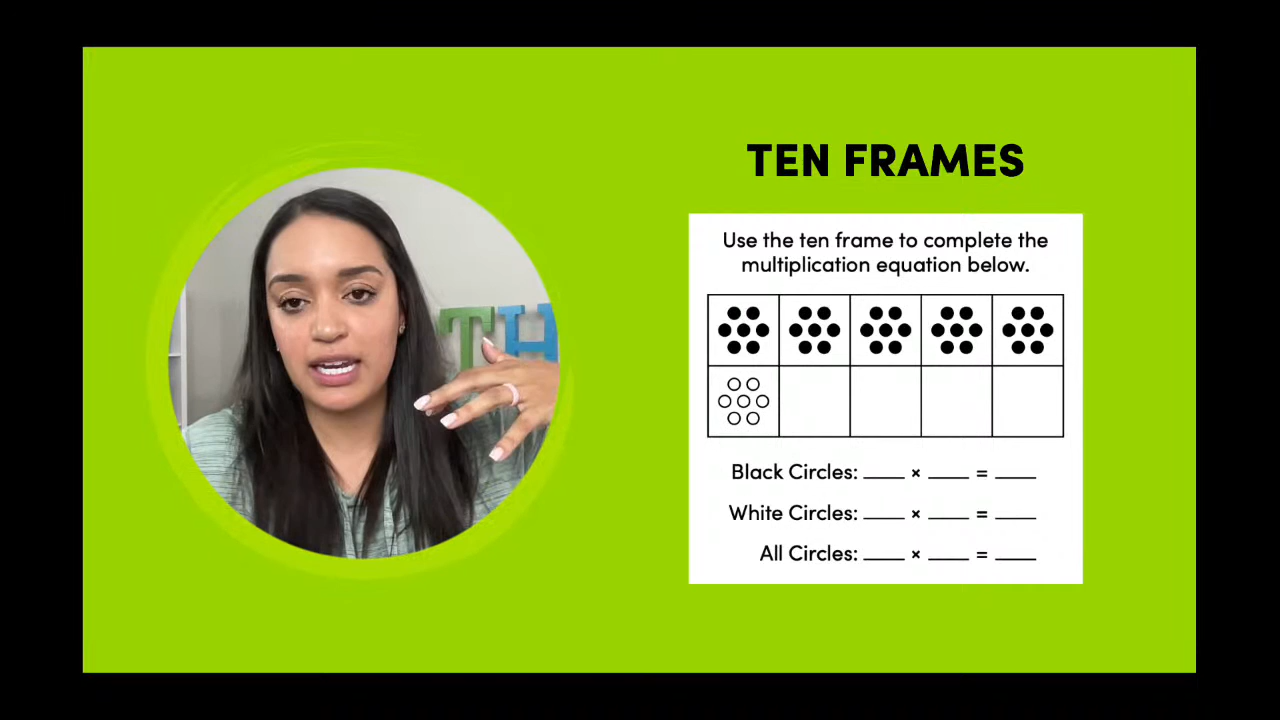 TEN FRAMES
Use the ten frame to complete the
multiplication equation below.
Black Circles: ____ × ____ = ____
White Circles: ____ × ____ = ____
All Circles: ____ × ____ = ____
TH